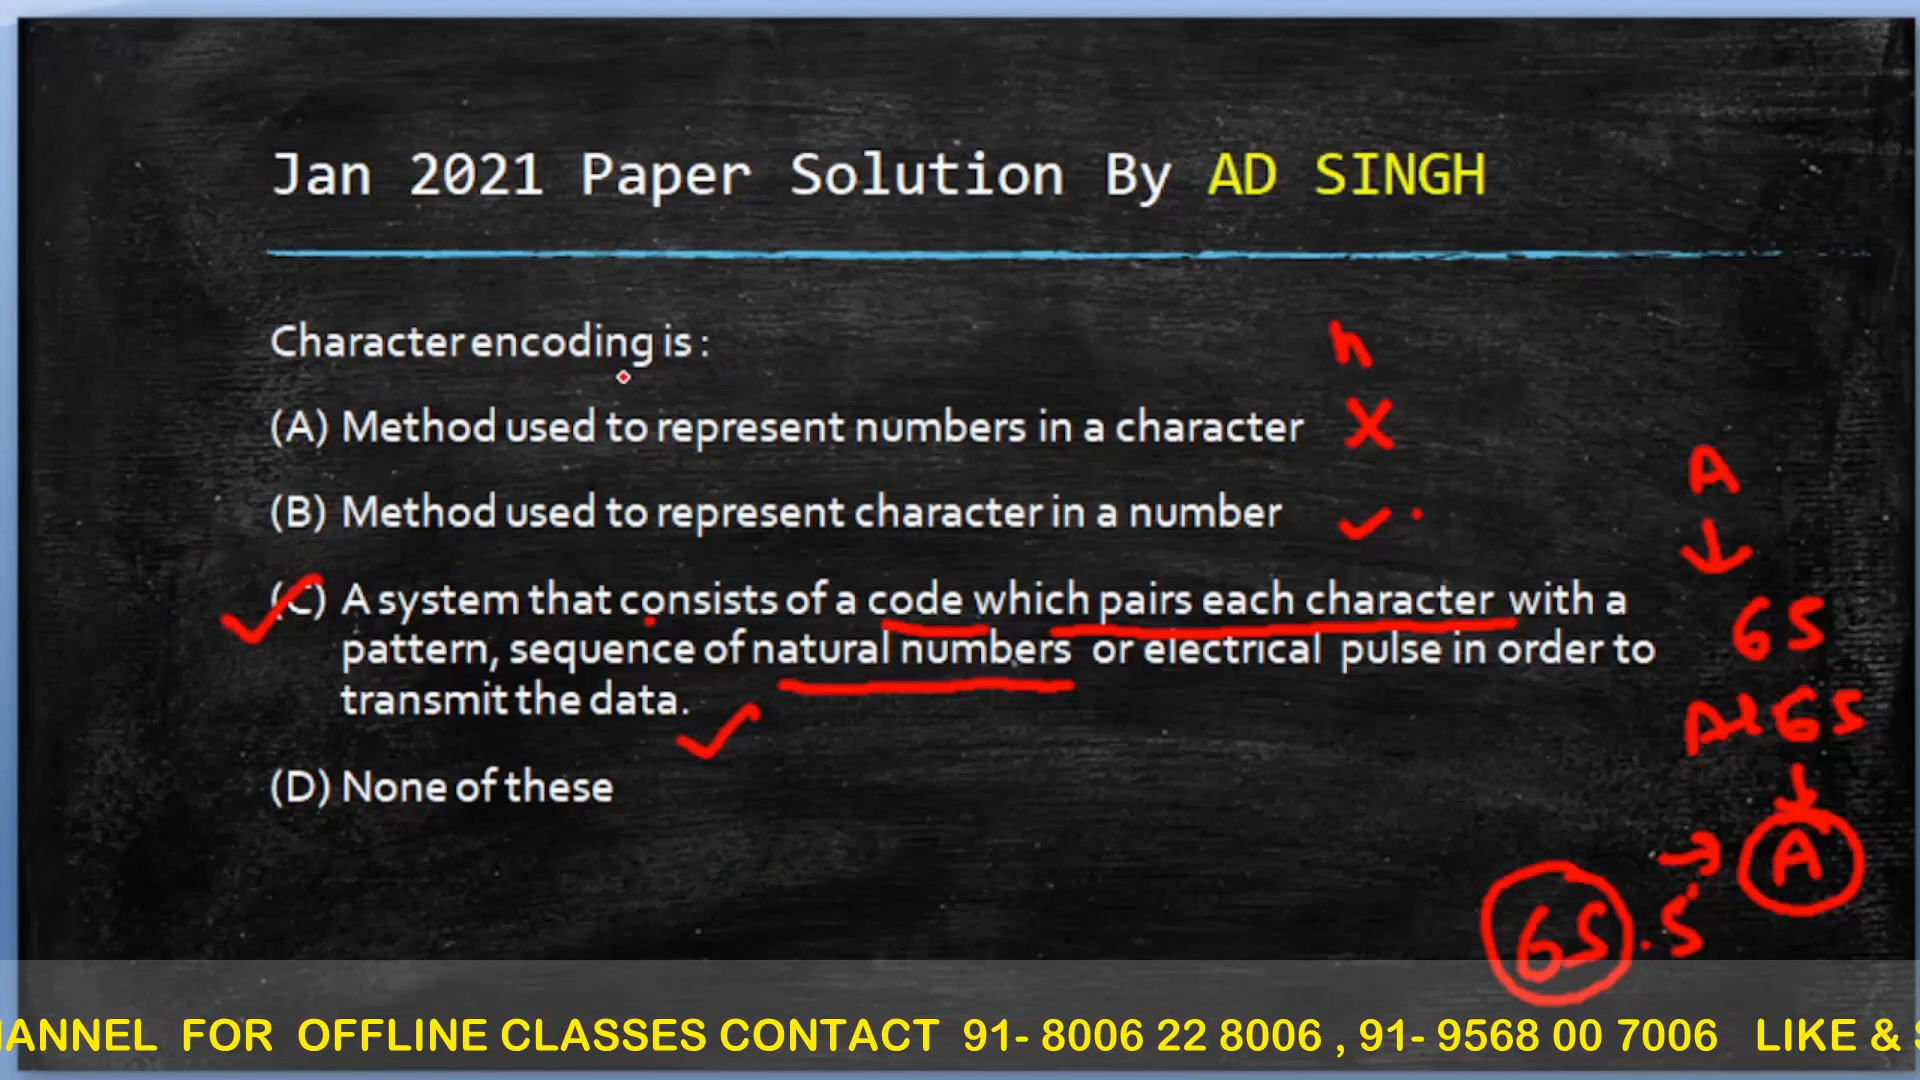 Jan 2021 Paper Solution By AD SINGH
Character encoding is :
(A) Method used to represent numbers in a character
(B) Method used to represent character in a number
(C) A system that consists of a code which pairs each character with a
pattern, sequence of natural numbers or electrical pulse in order to
transmit the data.
(D) None of these
A
65
65
A
65.5
HANNEL FOR OFFLINE CLASSES CONTACT 91- 8006 22 8006 , 91- 9568 00 7006 LIKE & S